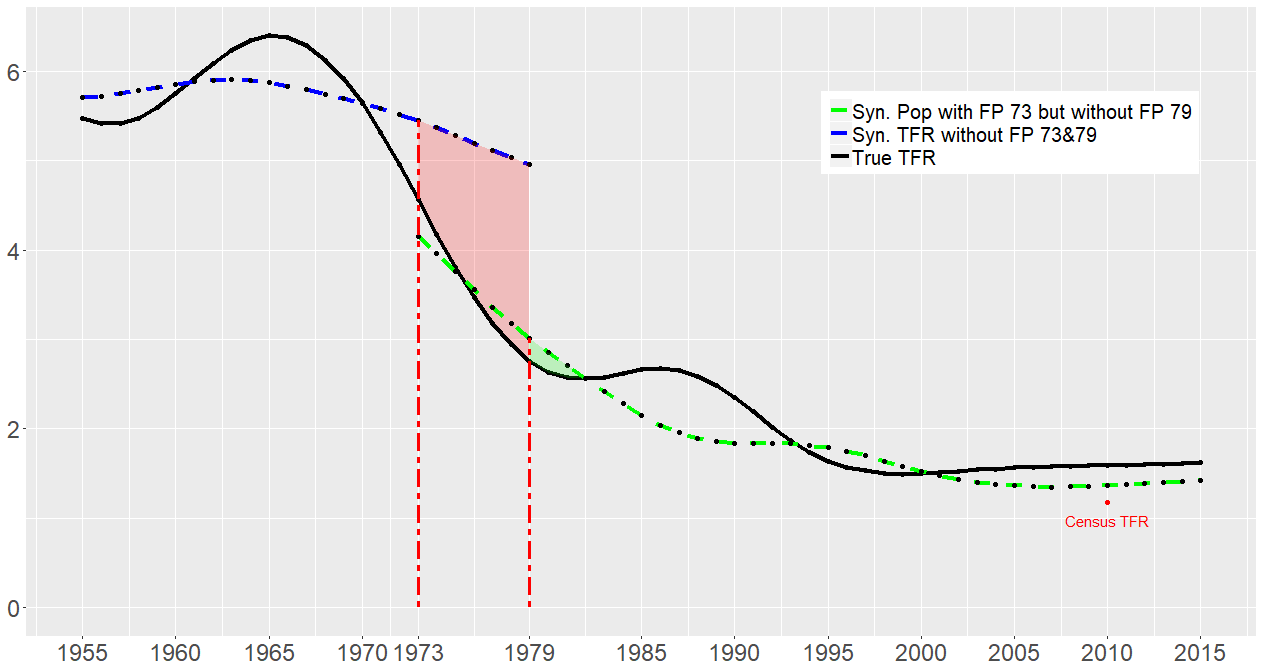 6
4
2
0
Syn. Pop with FP 73 but without FP 79
Syn. TFR without FP 73&79
True TFR
Census TFR
1955 1960 1965 1970 1973 1979 1985 1990 1995 2000 2005 2010 2015